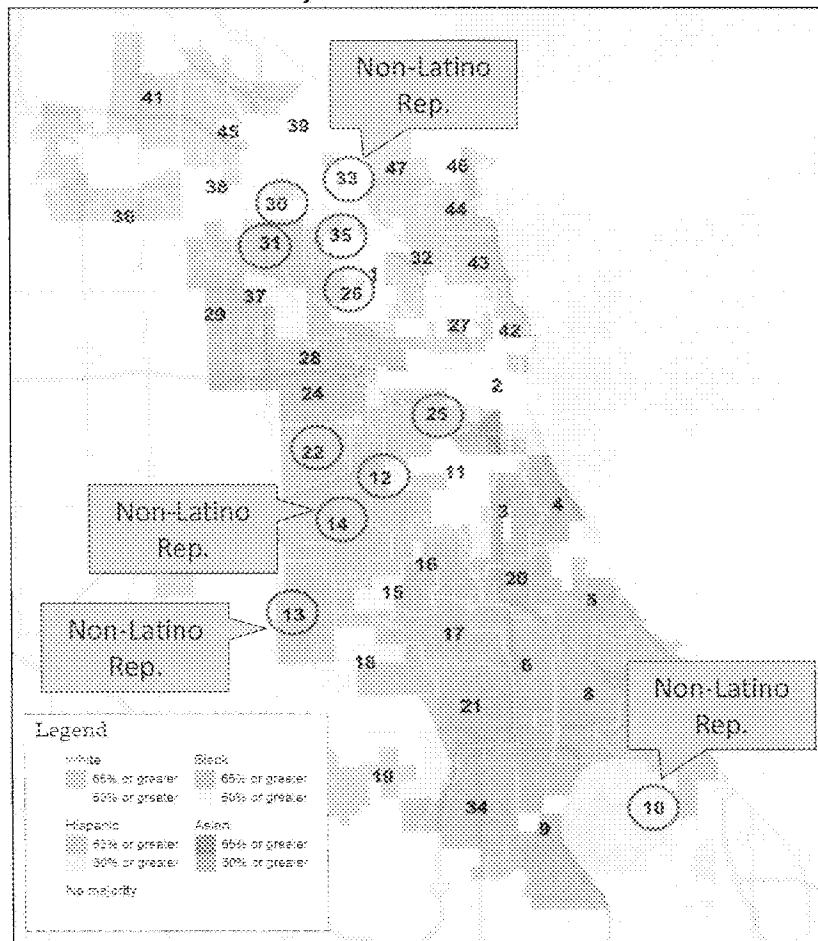 Non-Latino
Rep.
41
45
39
33
47
46
38
30
36
35
44
31
32
43
1
26
37
29
27
42
28
24
2
25
22
12
11
Non-Latino
Rep.
14
3
4
16
20
15
5
13
Non-Latino
Rep.
17
18
6
8
21
Non-Latino
Rep.
Legend
White
65% or greater
50% or greater
Black
65% or greater
50% or greater
Hispanic
65% or greater
50% or greater
Asian
65% or greater
50% or greater
No majority
19
34
9
10